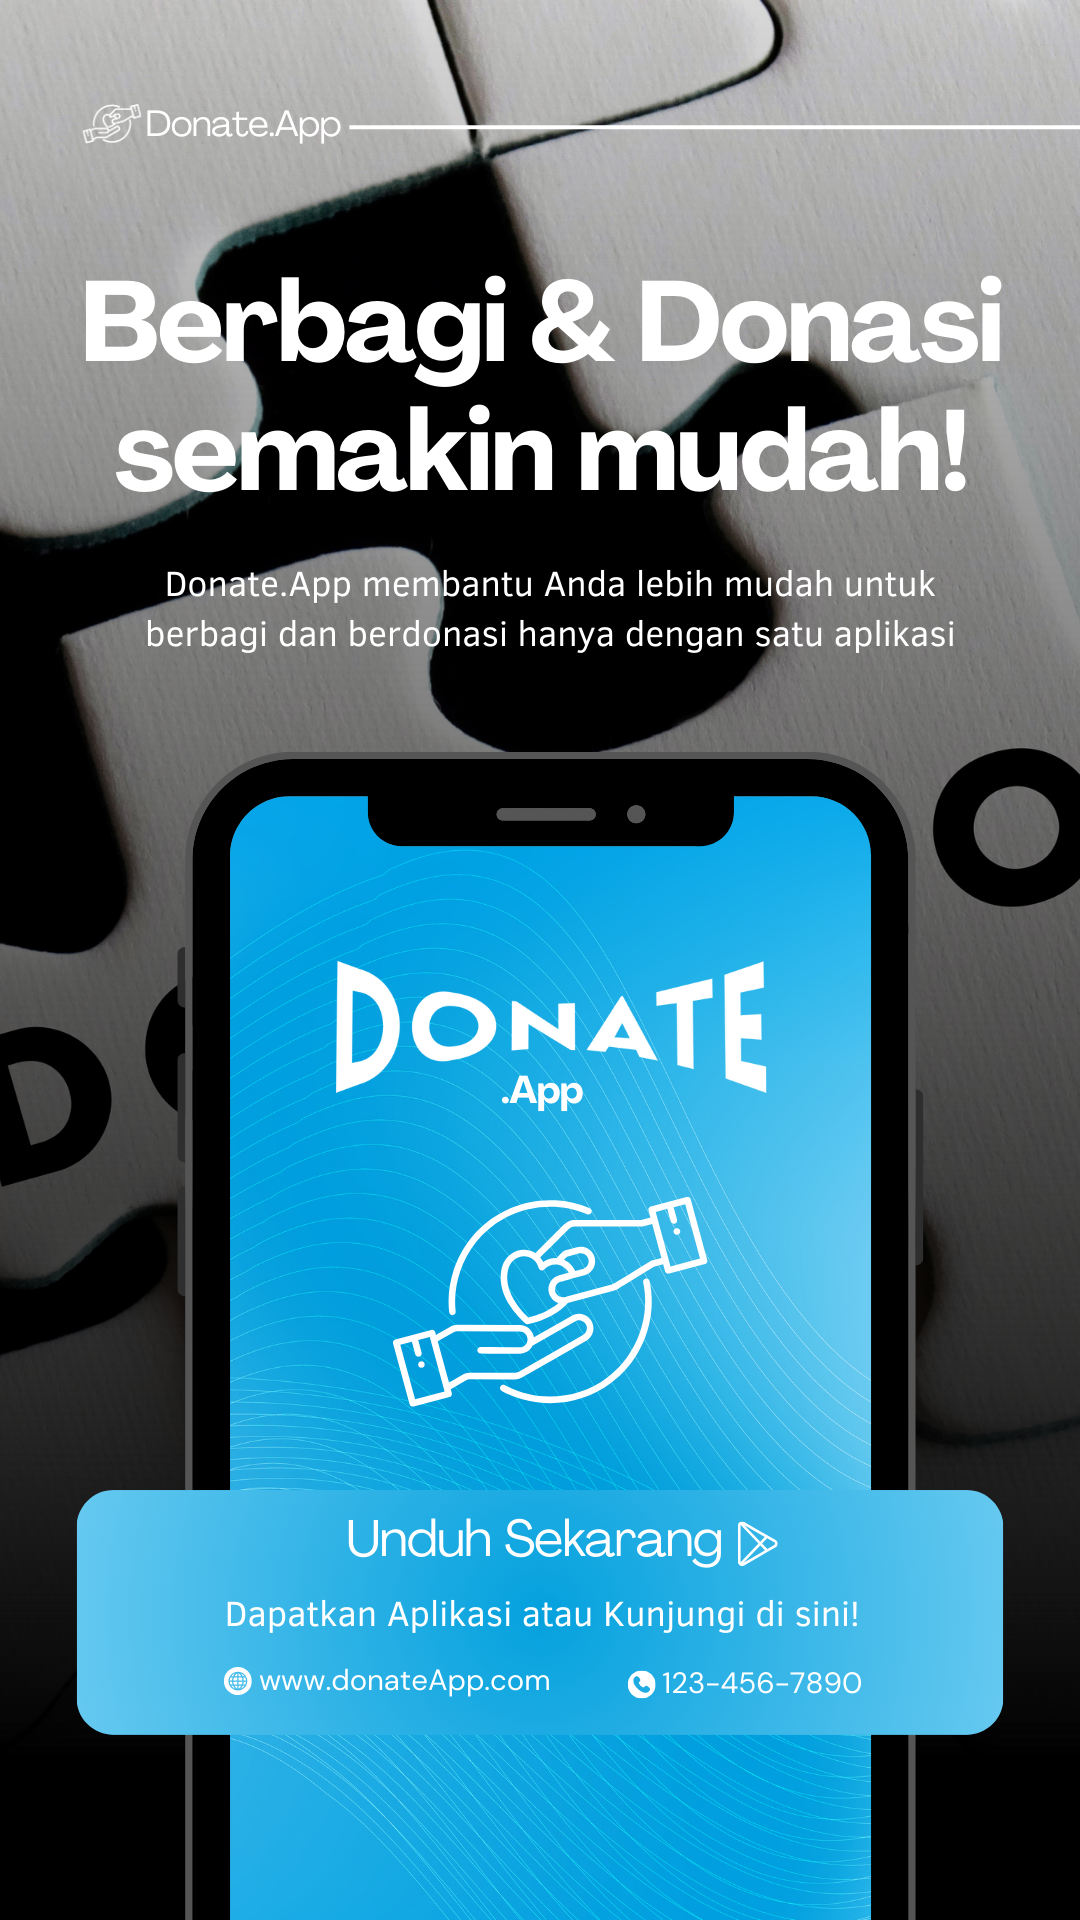 Donate.App
Berbagi & Donasi
semakin mudah!
Donate.App membantu Anda lebih mudah untuk
berbagi dan berdonasi hanya dengan satu aplikasi
O
D
DONATE
.App
Unduh Sekarang
Dapatkan Aplikasi atau Kunjungi di sini!
www.donateApp.com
123-456-7890